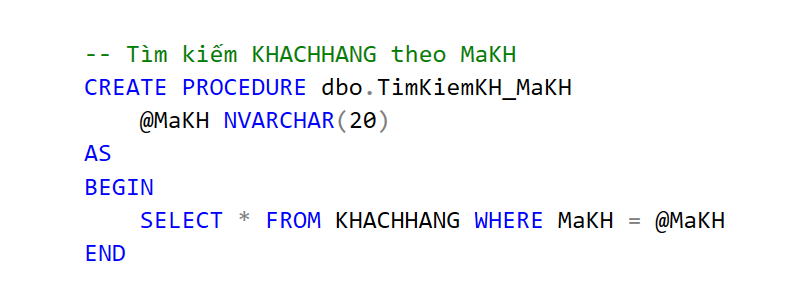 -- Tìm kiếm KHACHHANG theo MaKH
CREATE PROCEDURE dbo.TimKiemKH_MaKH
    @MaKH NVARCHAR(20)
AS
BEGIN
    SELECT * FROM KHACHHANG WHERE MaKH = @MaKH
END